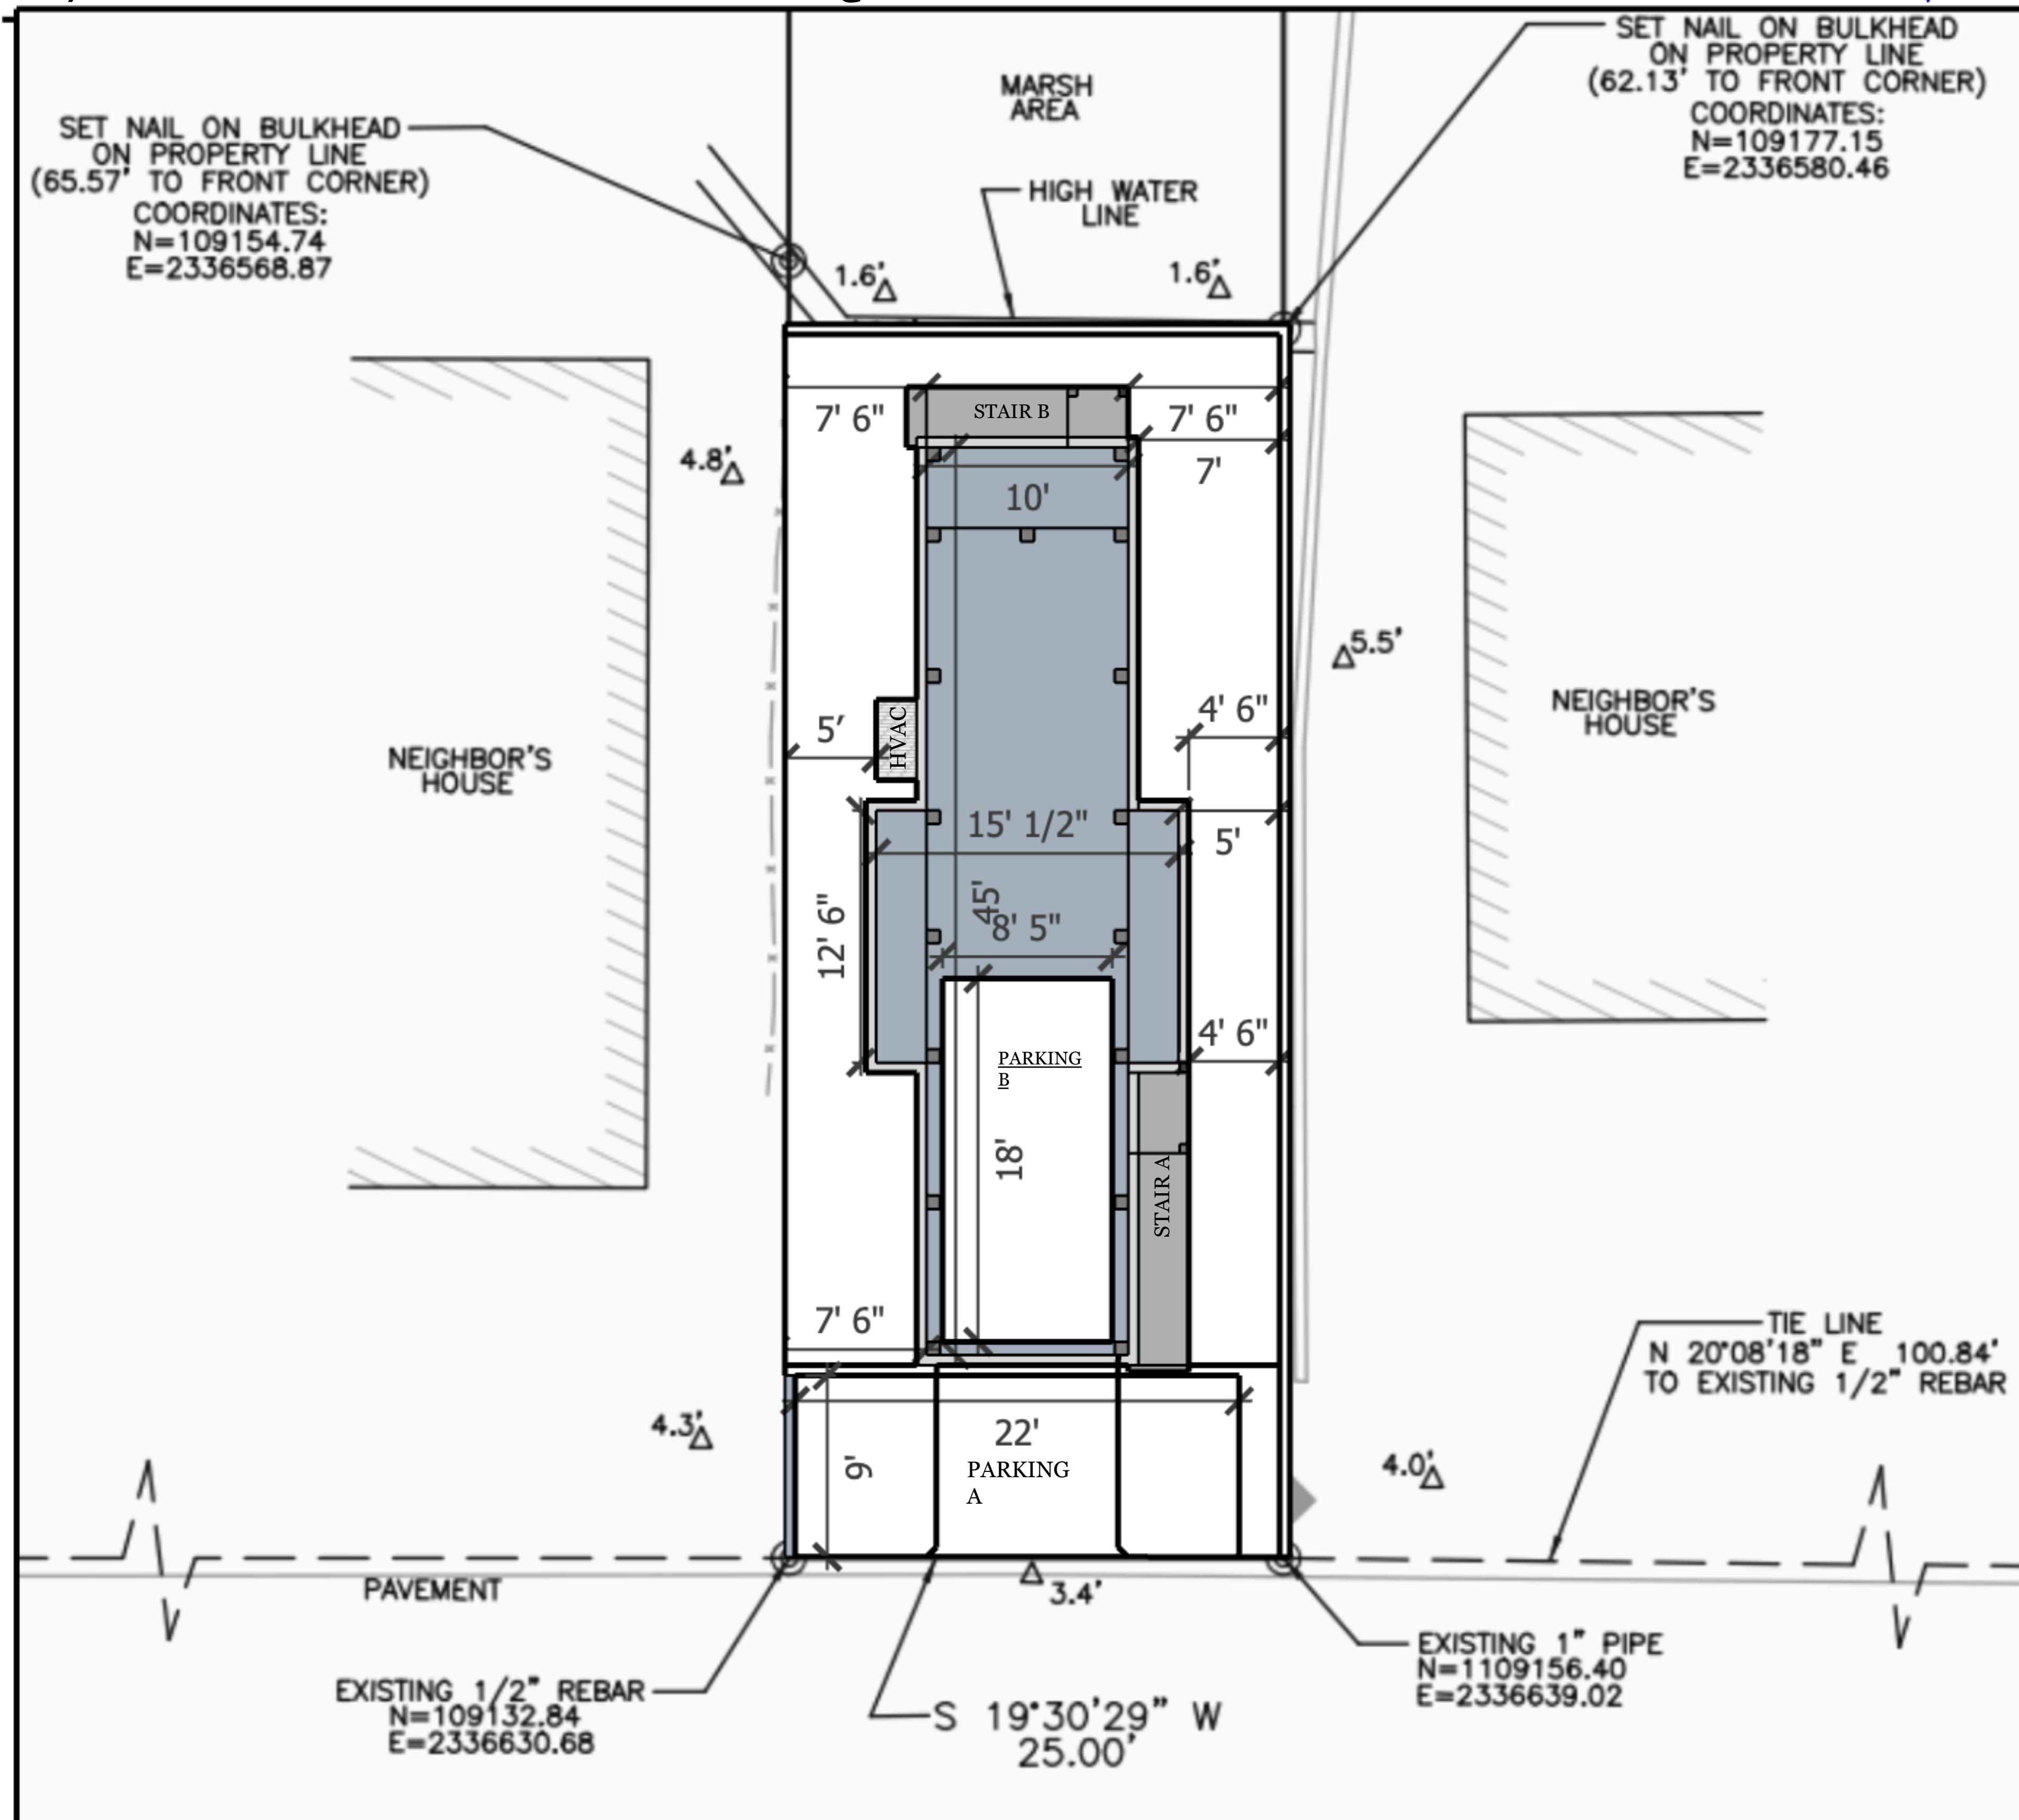 SET NAIL ON BULKHEAD
ON PROPERTY LINE
(65.57' TO FRONT CORNER)
COORDINATES:
N=109154.74
E=2336568.87
MARSH
AREA
HIGH WATER
LINE
SET NAIL ON BULKHEAD
ON PROPERTY LINE
(62.13' TO FRONT CORNER)
COORDINATES:
N=109177.15
E=2336580.46
1.6'
1.6'
7' 6"
STAIR B
7' 6"
4.8'
7'
10'
5.5'
5'
HVAC
4' 6"
NEIGHBOR'S
HOUSE
NEIGHBOR'S
HOUSE
15' 1/2"
5'
12' 6"
45'
8' 5"
4' 6"
PARKING
B
18'
STAIR A
7' 6"
TIE LINE
N 20°08'18" E 100.84'
TO EXISTING 1/2" REBAR
4.3'
22'
9'
PARKING
A
4.0'
PAVEMENT
3.4'
EXISTING 1/2" REBAR
N=109132.84
E=2336630.68
S 19°30'29" W
25.00'
EXISTING 1" PIPE
N=1109156.40
E=2336639.02